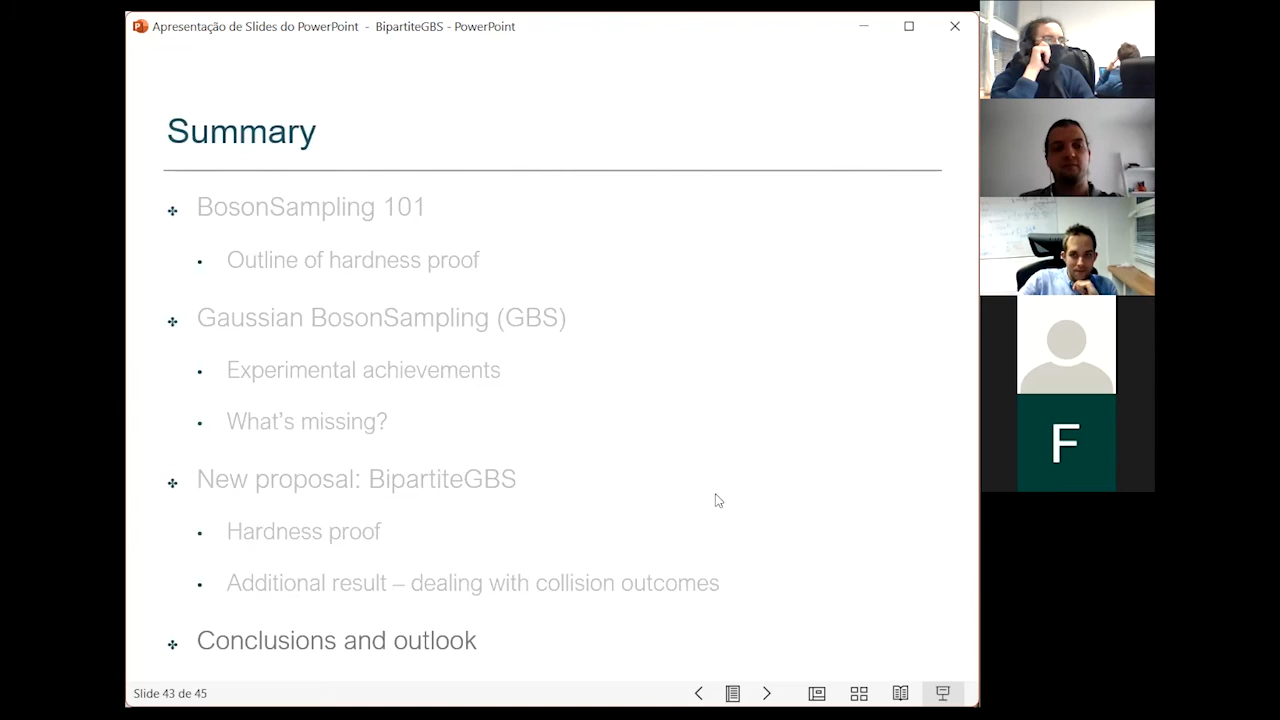 Apresentação de Slides do PowerPoint - BipartiteGBS - PowerPoint
Summary
BosonSampling 101
Outline of hardness proof
Gaussian BosonSampling (GBS)
Experimental achievements
What's missing?
New proposal: BipartiteGBS
Hardness proof
Additional result – dealing with collision outcomes
Conclusions and outlook
Slide 43 de 45
F